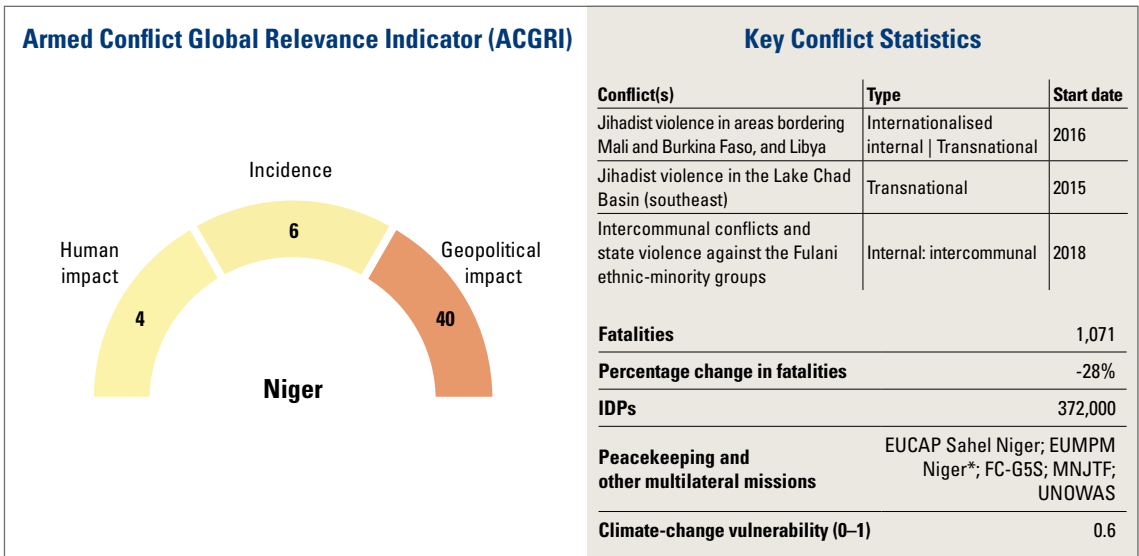 Armed Conflict Global Relevance Indicator (ACGRI)
Incidence
6
Human
impact
4
Geopolitical
impact
40
Niger
Key Conflict Statistics
Conflict(s) Type Start date
Jihadist violence in areas bordering
Mali and Burkina Faso, and Libya
Internationalised
internal | Transnational
2016
Jihadist violence in the Lake Chad
Basin (southeast)
Transnational
2015
Intercommunal conflicts and
state violence against the Fulani
ethnic-minority groups
Internal: intercommunal
2018
Fatalities 1,071
Percentage change in fatalities -28%
IDPs 372,000
Peacekeeping and
other multilateral missions
EUCAP Sahel Niger; EUMPM
Niger*; FC-G5S; MNJTF;
UNOWAS
Climate-change vulnerability (0–1) 0.6